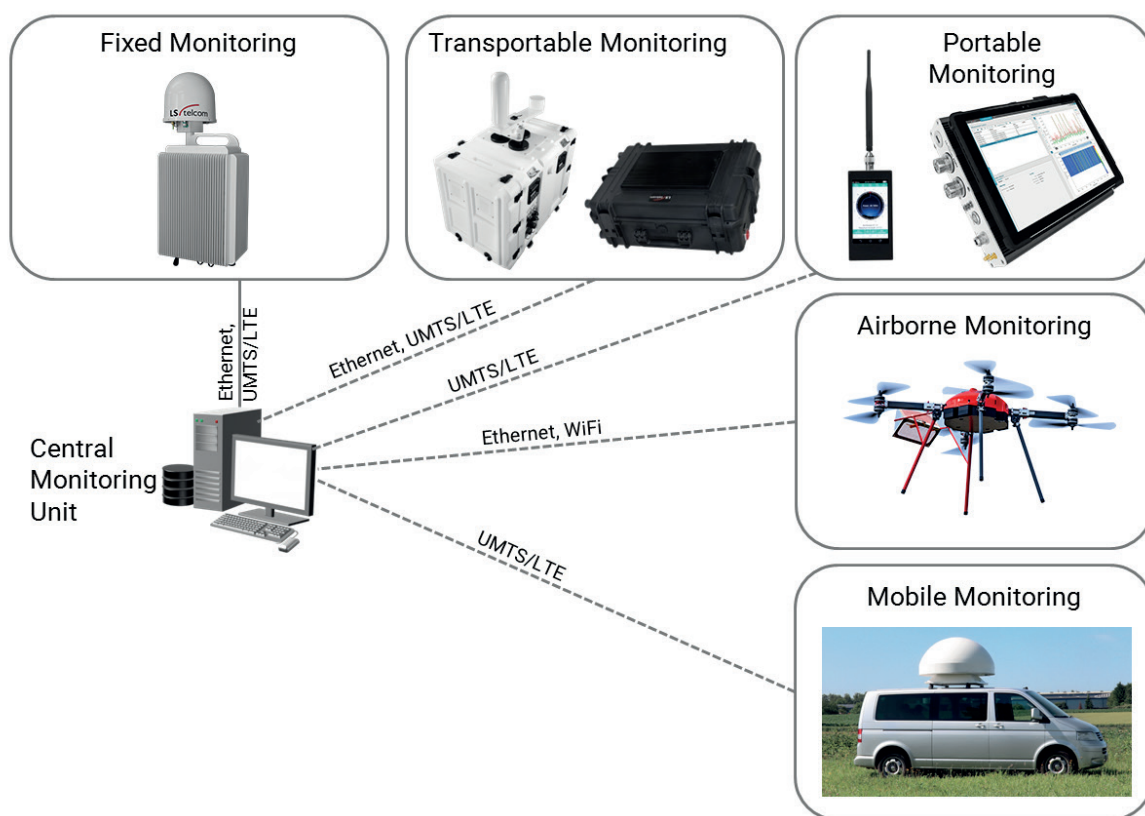 Fixed Monitoring
LS telcom
Transportable Monitoring
Portable
Monitoring
Ethernet,
UMTS/LTE
Ethernet, UMTS/LTE
UMTS/LTE
Airborne Monitoring
Ethernet, WiFi
Central
Monitoring
Unit
UMTS/LTE
Mobile Monitoring